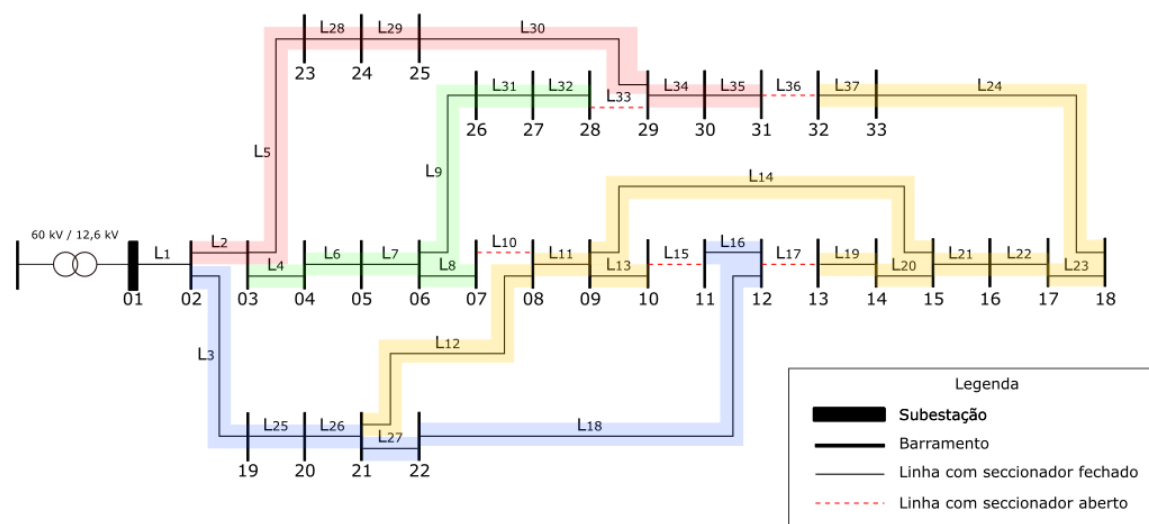 L28 L29 L30
23 24 25
L31 L32 L33 L34 L35 L36 L37 L24
26 27 28 29 30 31 32 33
L5
L9
L14
60 kV / 12,6 kV
L1 L2 L4 L6 L7 L8 L10 L11 L13 L15 L16 L17 L19 L20 L21 L22 L23
01 02 03 04 05 06 07 08 09 10 11 12 13 14 15 16 17 18
L3
L12
L25 L26 L27 L18
19 20 21 22
Legenda
Subestação
Barramento
Linha com seccionador fechado
Linha com seccionador aberto